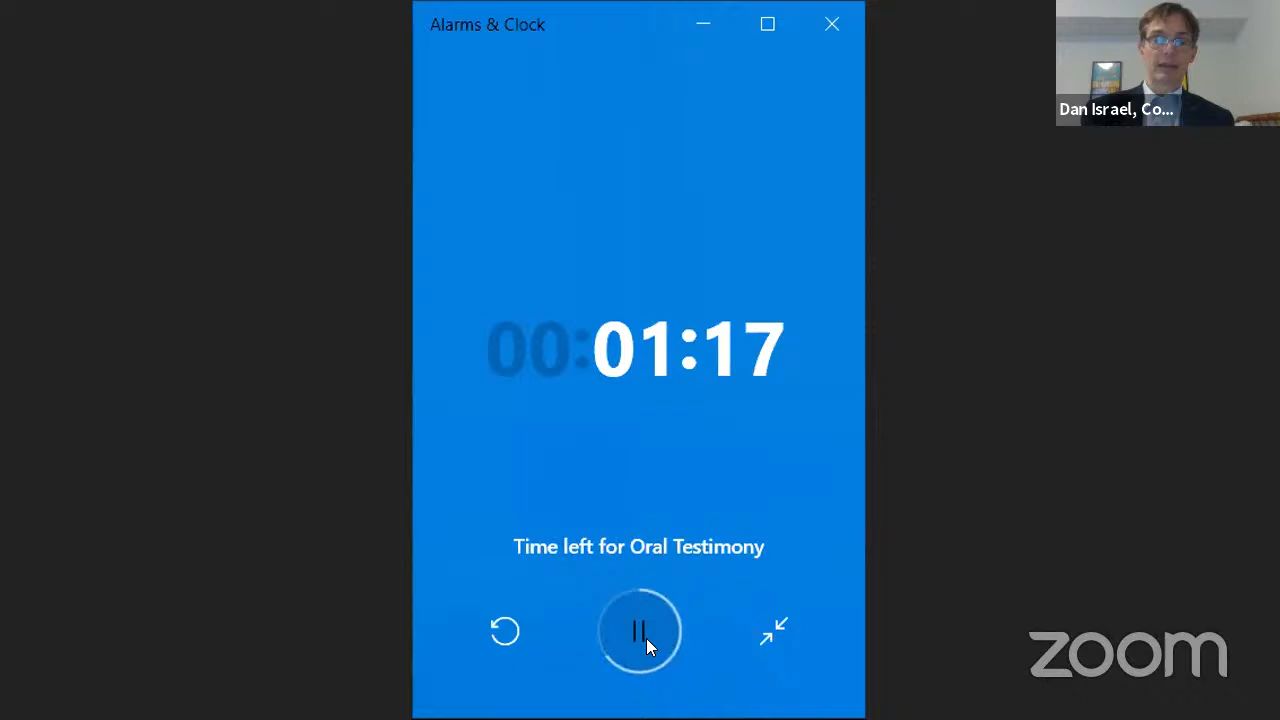 Alarms & Clock
Dan Israel, Co...
00:01:17
Time left for Oral Testimony
zoom